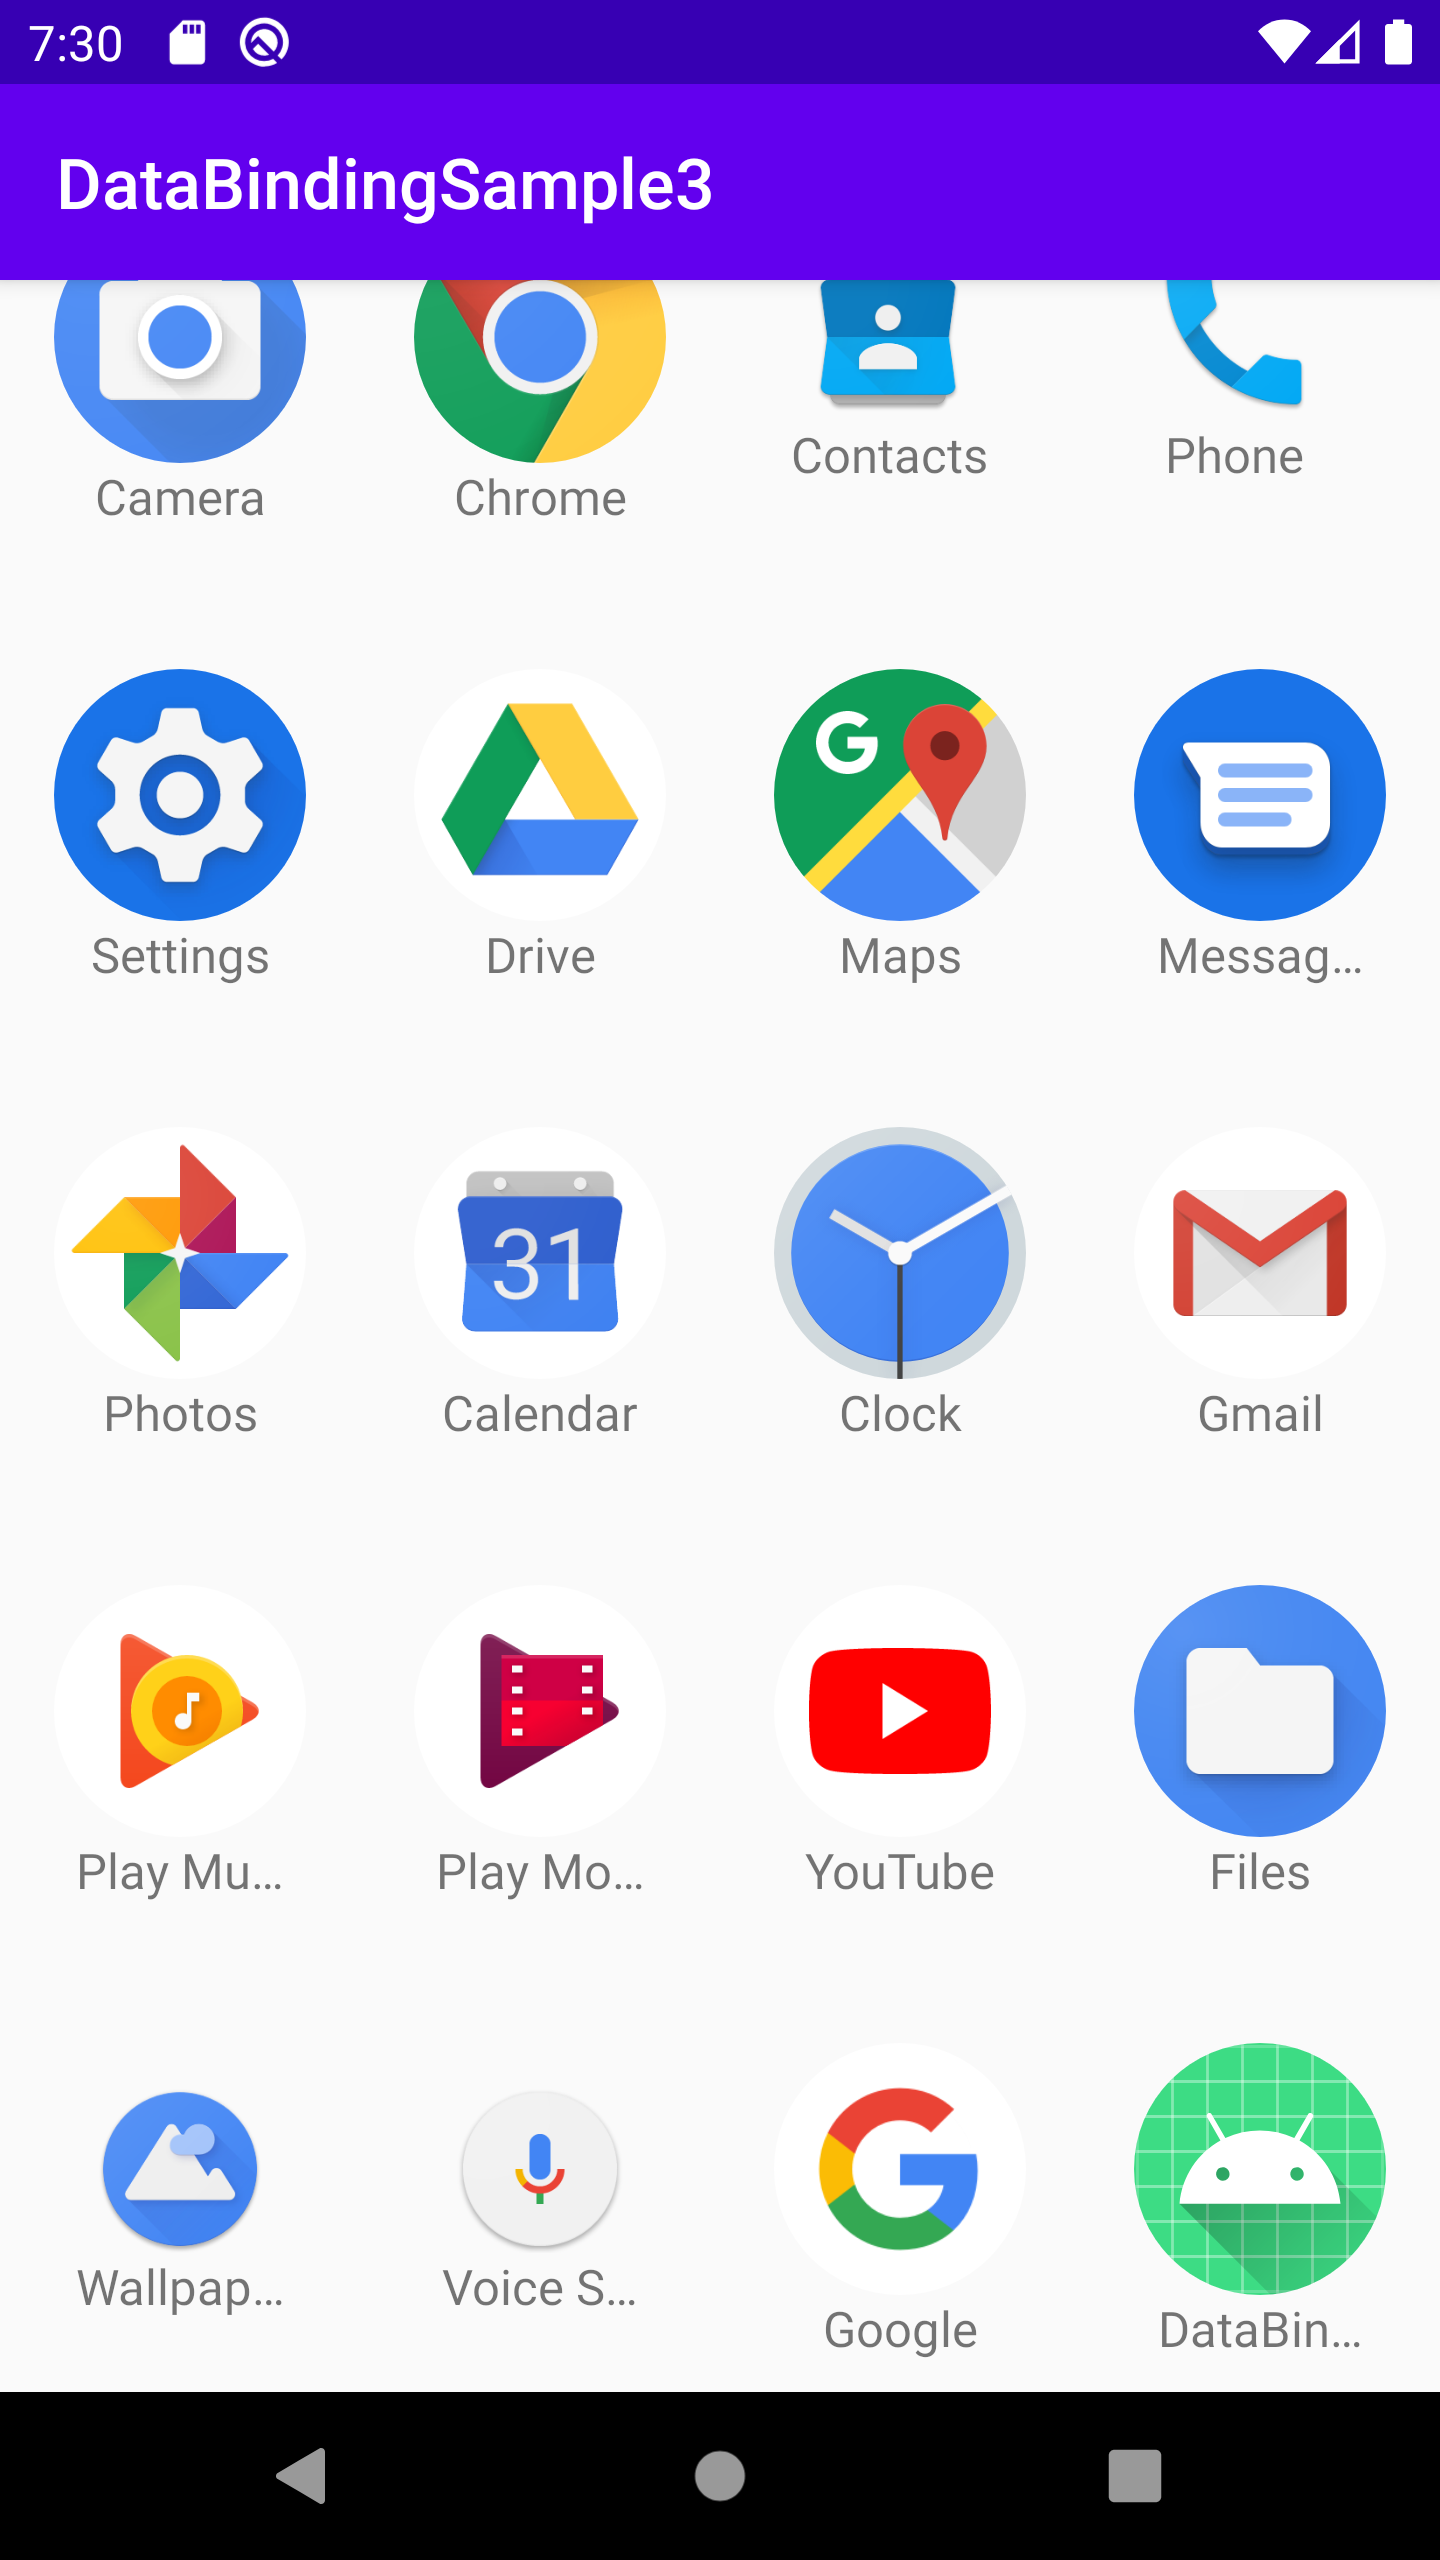 7:30
DataBindingSample3
Contacts Phone
Camera Chrome
G
Settings Drive Maps Messag...
31
Photos Calendar Clock Gmail
Play Mu... Play Mo... YouTube Files
G
Wallpap... Voice S...
Google DataBin...